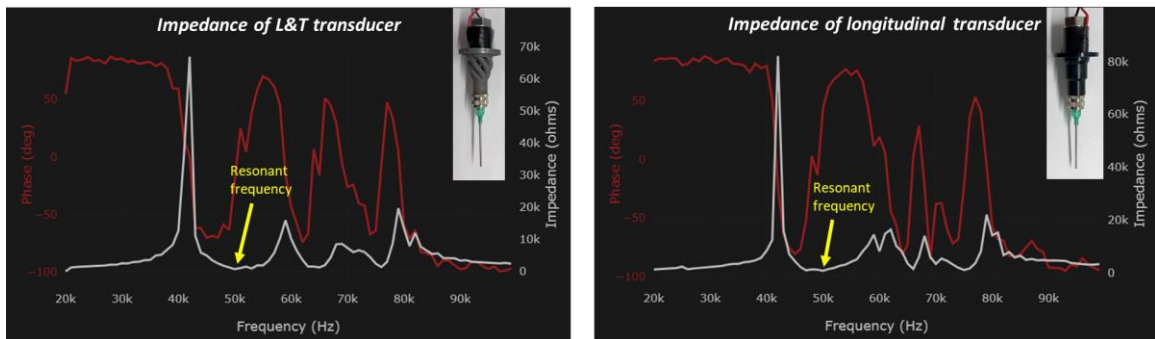 Impedance of L&T transducer
70k
60k
50k
40k
30k
20k
10k
0
Impedance (ohms)
50
0
−50
−100
Phase (deg)
Resonant
frequency
20k 30k 40k 50k 60k 70k 80k 90k
Frequency (Hz)
Impedance of longitudinal transducer
80k
60k
40k
20k
0
Impedance (ohms)
50
0
−50
−100
Phase (deg)
Resonant
frequency
20k 30k 40k 50k 60k 70k 80k 90k
Frequency (Hz)